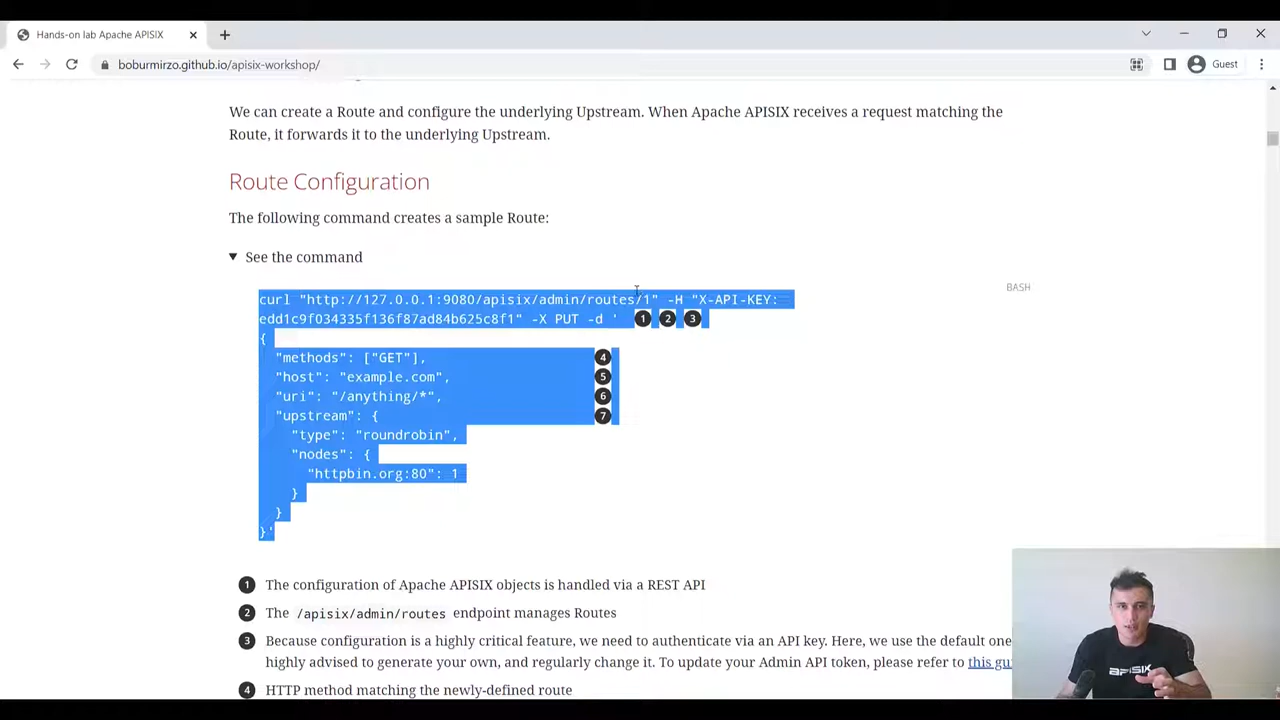 Hands-on lab Apache APISIX
boburmirzo.github.io/apisix-workshop/
Guest
We can create a Route and configure the underlying Upstream. When Apache APISIX receives a request matching the
Route, it forwards it to the underlying Upstream.
Route Configuration
The following command creates a sample Route:
See the command
BASH
curl "http://127.0.0.1:9080/apisix/admin/routes/1" -H "X-API-KEY:
edd1c9f034335f136f87ad84b625c8f1" -X PUT -d ' 1 2 3
{
"methods": ["GET"], 4
"host": "example.com", 5
"uri": "/anything/*", 6
"upstream": { 7
"type": "roundrobin",
"nodes": {
"httpbin.org:80": 1
}
}
}'
1 The configuration of Apache APISIX objects is handled via a REST API
2 The /apisix/admin/routes endpoint manages Routes
3 Because configuration is a highly critical feature, we need to authenticate via an API key. Here, we use the default one
highly advised to generate your own, and regularly change it. To update your Admin API token, please refer to this gu
4 HTTP method matching the newly-defined route
APISIX